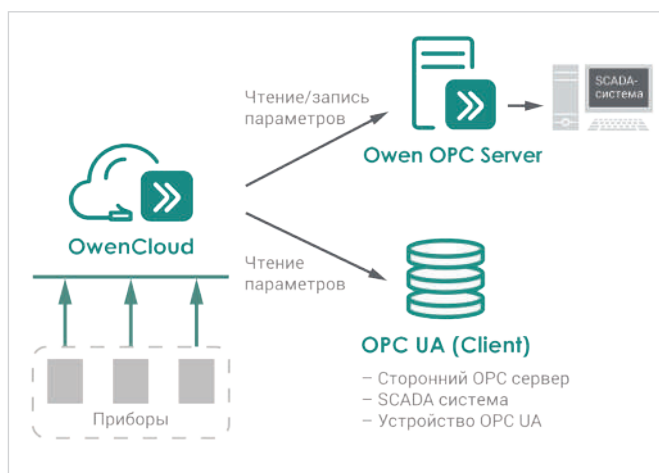 Чтение/запись
параметров
SCADA-
система
Owen OPC Server
OwenCloud
Чтение
параметров
OPC UA (Client)
– Сторонний OPC сервер
– SCADA система
– Устройство OPC UA
Приборы